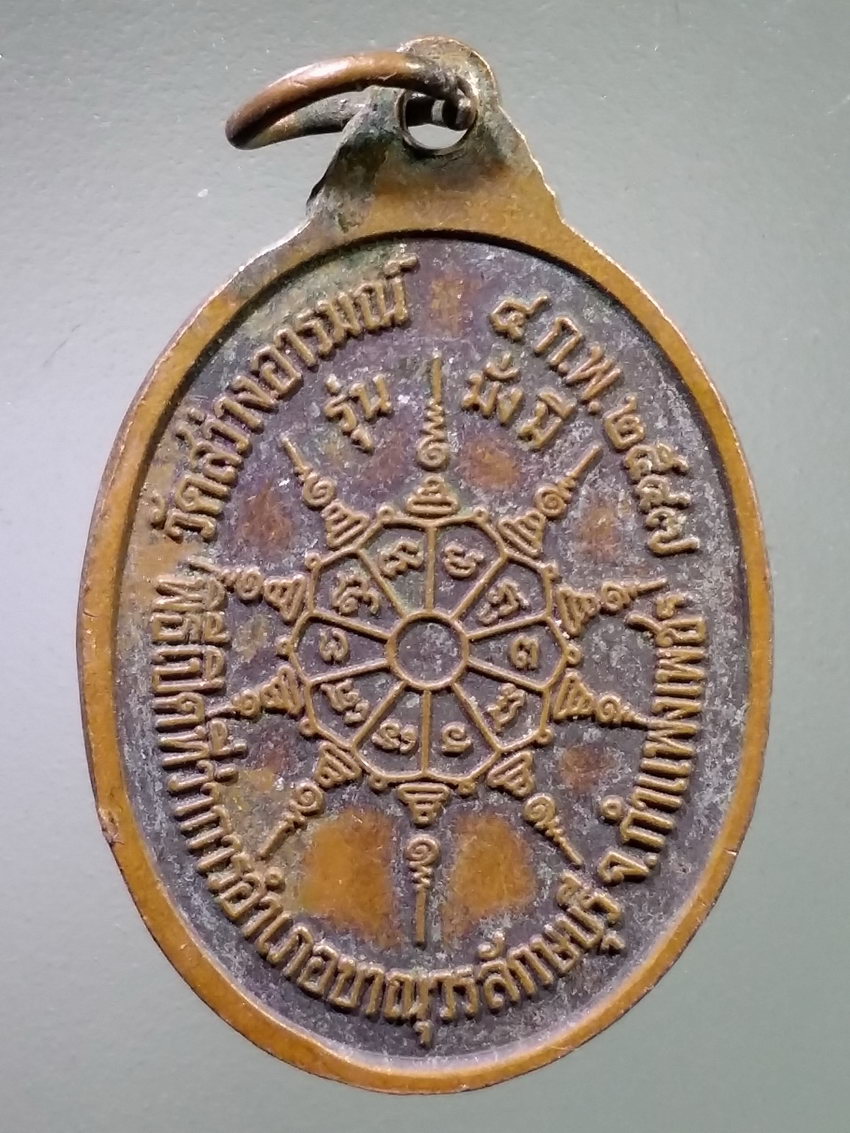 วัดสว่างอารมณ์
๔ ก.พ. ๒๕๔๗
รุ่น มั่งมี
พิธีเปิดที่ว่าการอำเภอขาณุวรลักษบุรี จ.กำแพงเพชร